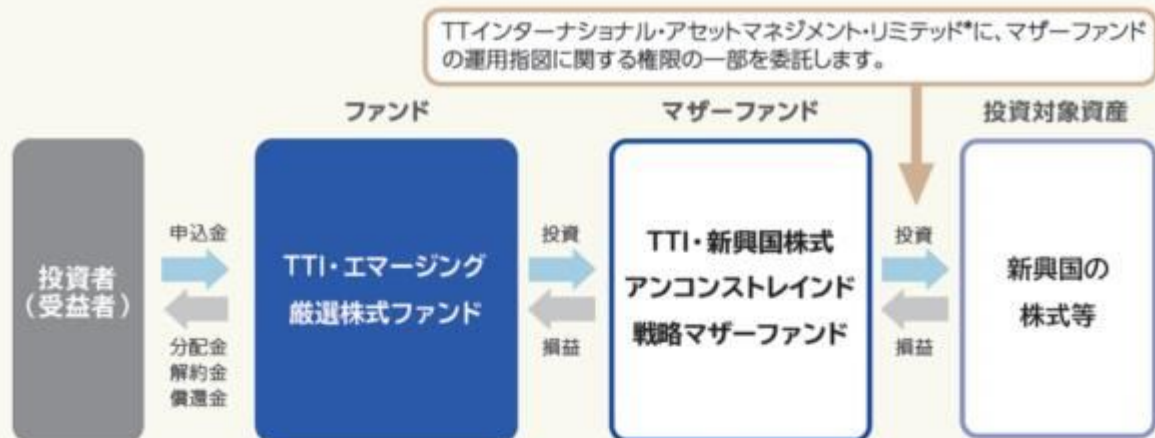 TTインターナショナル・アセットマネジメント・リミテッド*に、マザーファンド
の運用指図に関する権限の一部を委託します。
ファンド
マザーファンド
投資対象資産
投資者
(受益者)
申込金
分配金
解約金
償還金
TTI・エマージング
厳選株式ファンド
投資
損益
TTI・新興国株式
アンコンストレインド
戦略マザーファンド
投資
損益
新興国の
株式等